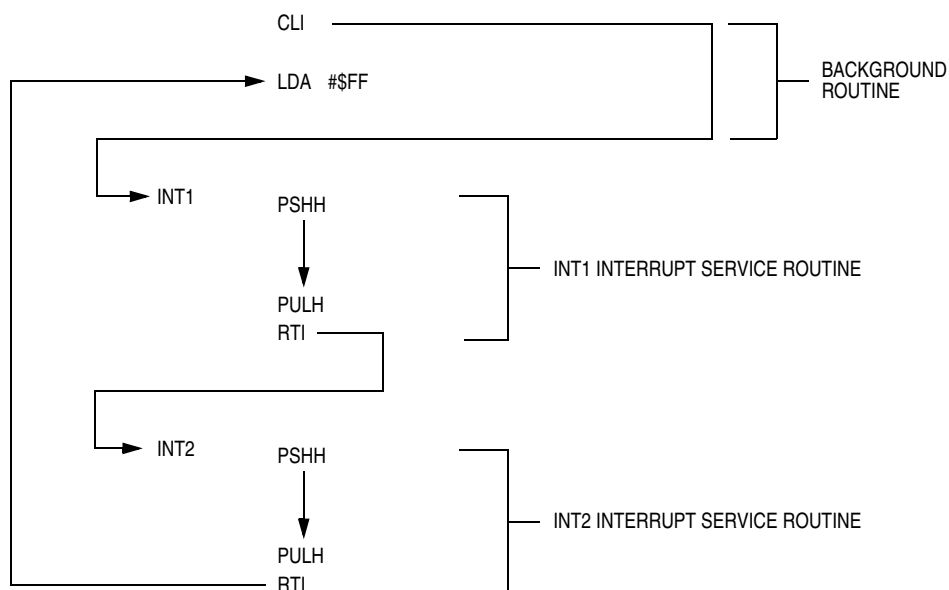 CLI
LDA #$FF
BACKGROUND
ROUTINE
INT1
PSHH
INT1 INTERRUPT SERVICE ROUTINE
PULH
RTI
INT2
PSHH
INT2 INTERRUPT SERVICE ROUTINE
PULH
RTI